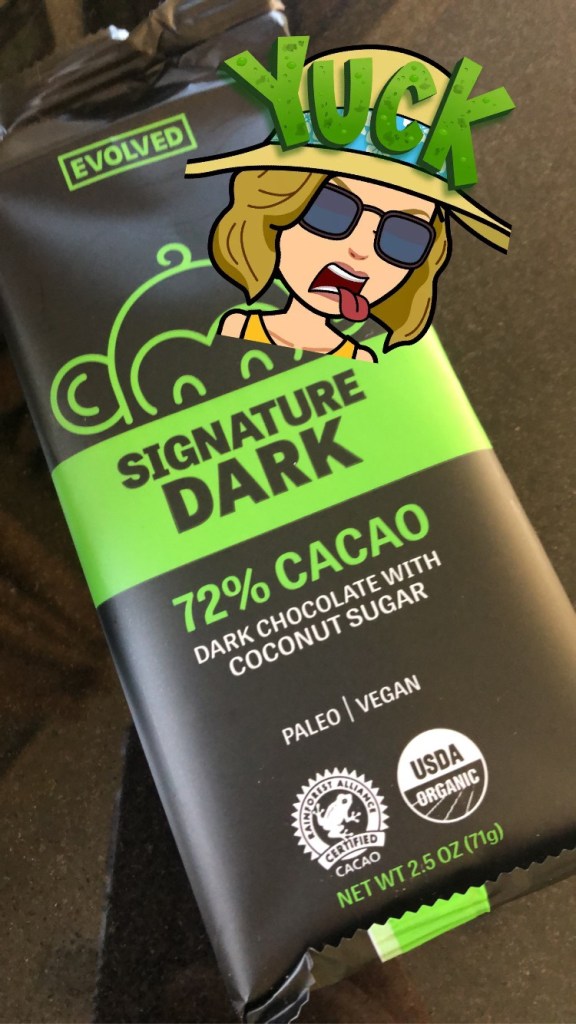 YUCK
EVOLVED
SIGNATURE
DARK
72% CACAO
DARK CHOCOLATE WITH
COCONUT SUGAR
PALEO | VEGAN
RAINFOREST ALLIANCE
CERTIFIED
CACAO
USDA
ORGANIC
NET WT 2.5 OZ (71g)